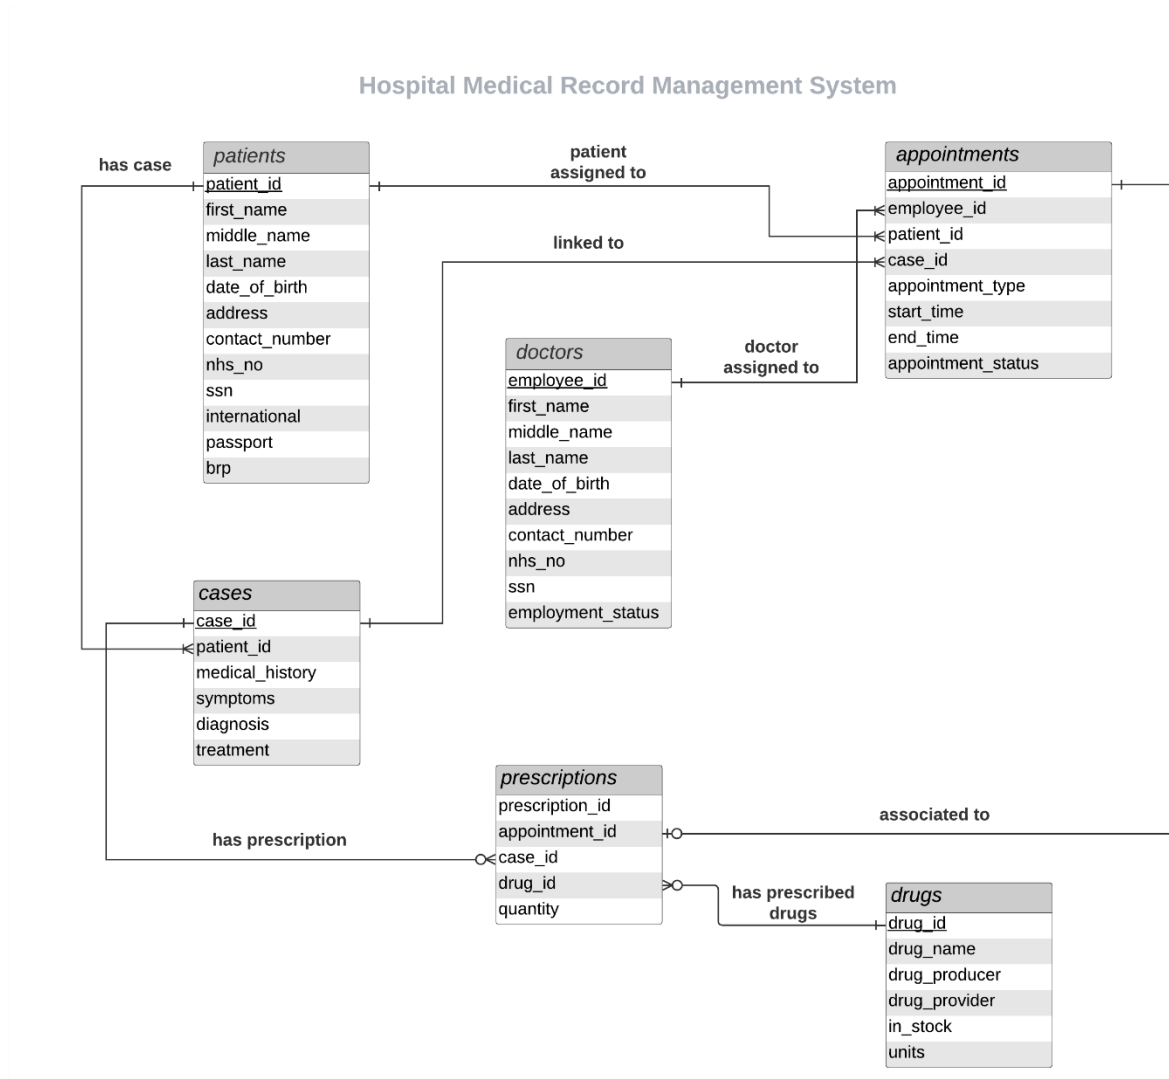 Hospital Medical Record Management System
has case
patients
patient_id
first_name
middle_name
last_name
date_of_birth
address
contact_number
nhs_no
ssn
international
passport
brp
patient
assigned to
linked to
appointments
appointment_id
employee_id
patient_id
case_id
appointment_type
start_time
end_time
appointment_status
doctors
employee_id
first_name
middle_name
last_name
date_of_birth
address
contact_number
nhs_no
ssn
employment_status
doctor
assigned to
cases
case_id
patient_id
medical_history
symptoms
diagnosis
treatment
has prescription
prescriptions
prescription_id
appointment_id
case_id
drug_id
quantity
associated to
has prescribed
drugs
drugs
drug_id
drug_name
drug_producer
drug_provider
in_stock
units